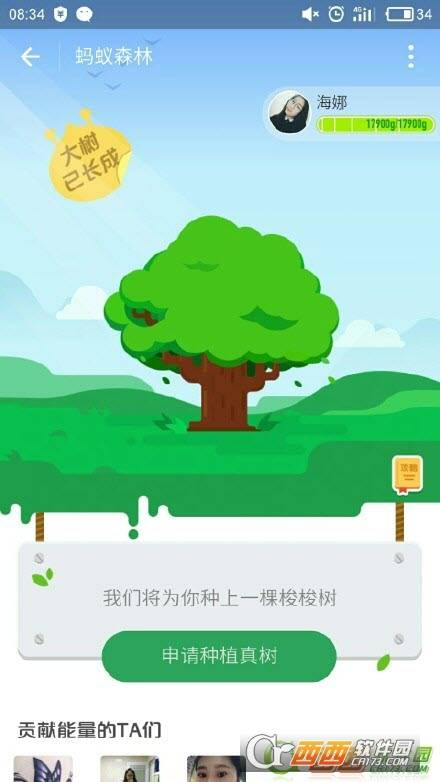 08:34
4G
34
蚂蚁森林
海娜
17900g/17900g
大树
已长成
攻略
我们将为你种上一棵梭梭树
申请种植真树
贡献能量的TA们
西西软件园
CR173.COM